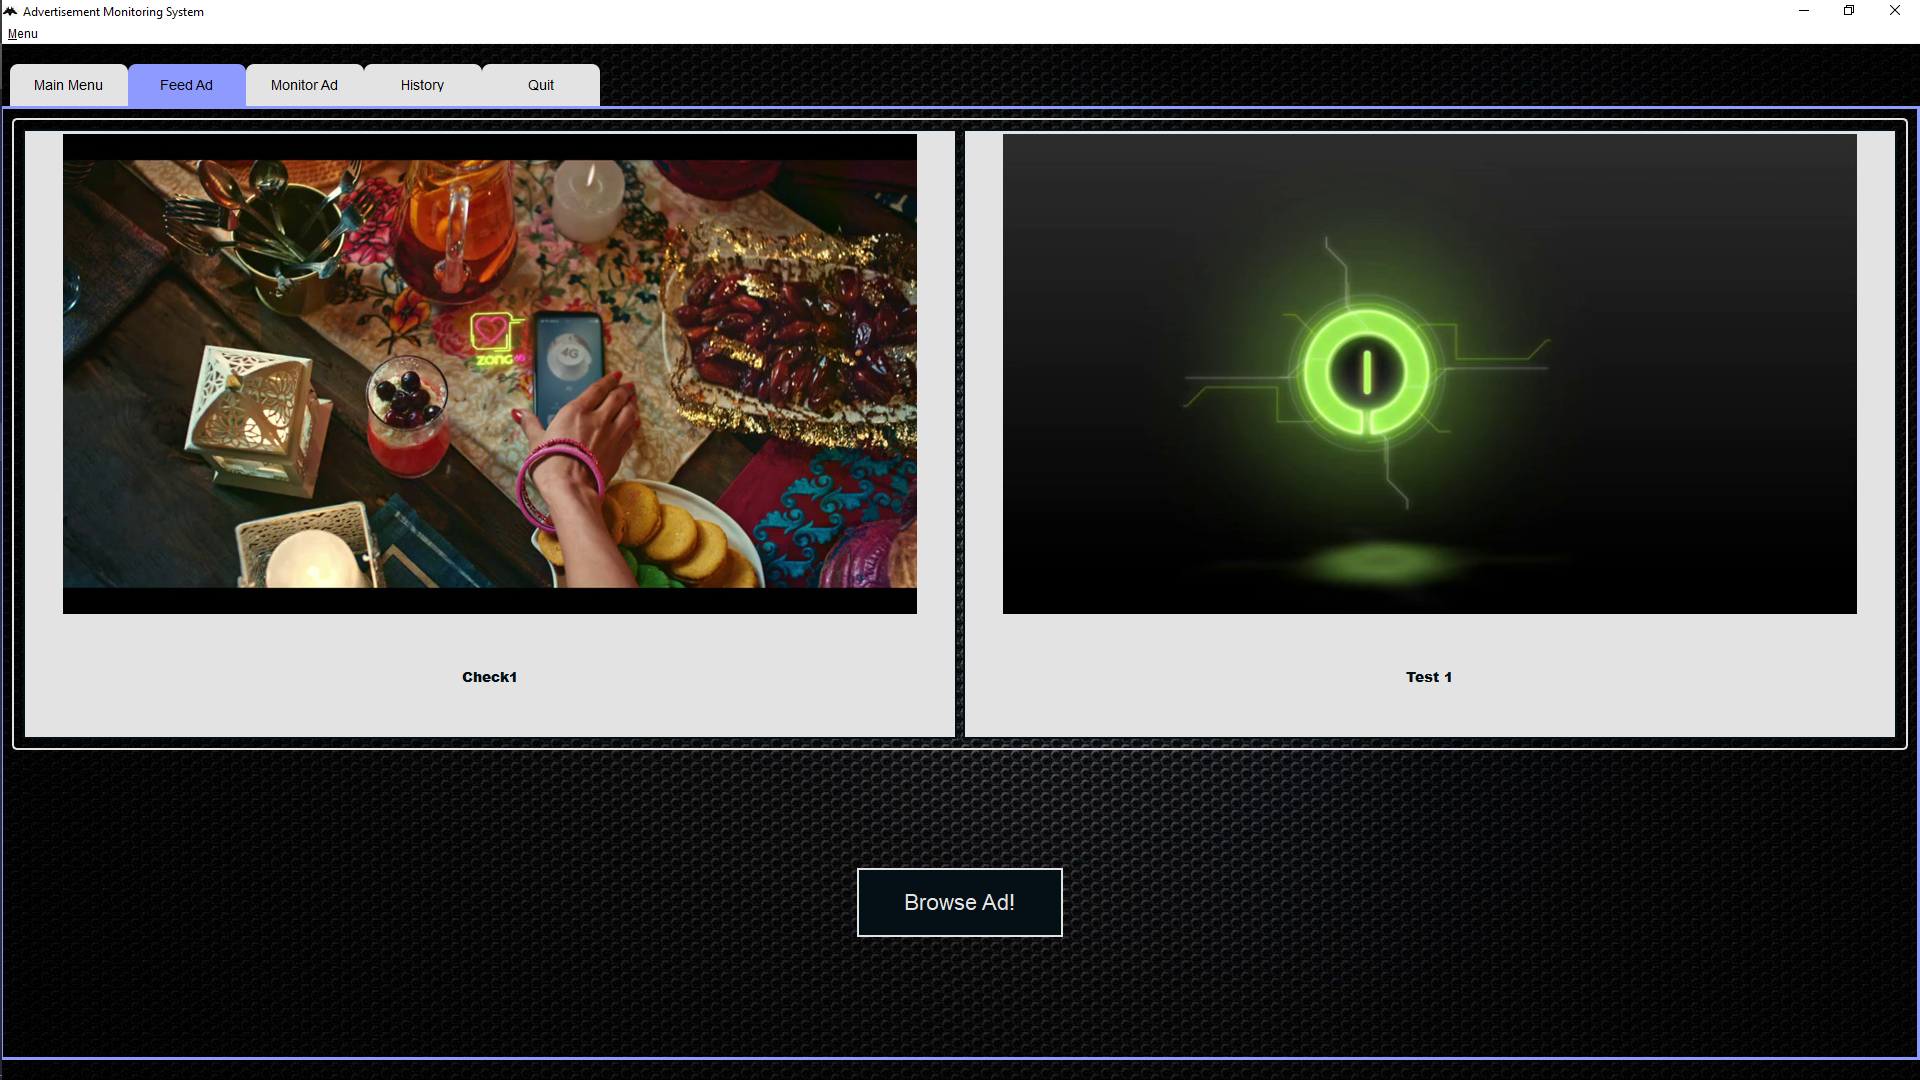 Advertisement Monitoring System
Menu
Main Menu
Feed Ad
Monitor Ad
History
Quit
zong
4G
Check1
Test 1
Browse Ad!